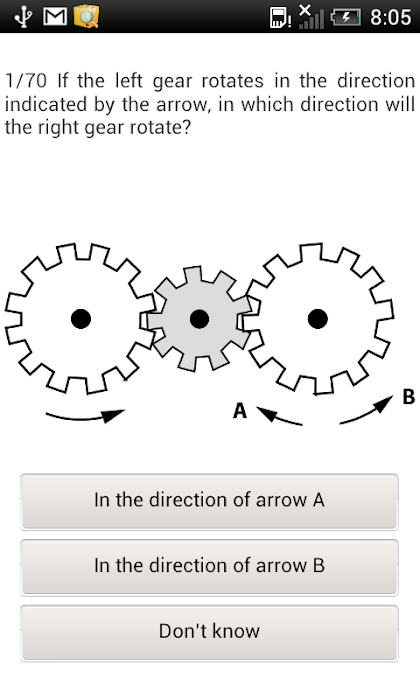 8:05
1/70 If the left gear rotates in the direction
indicated by the arrow, in which direction will
the right gear rotate?
A
B
In the direction of arrow A
In the direction of arrow B
Don't know